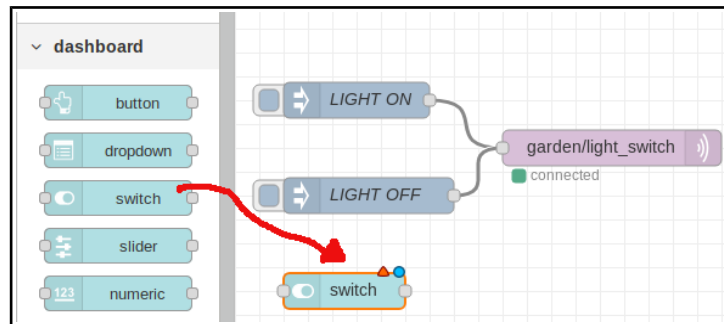 dashboard
button
dropdown
switch
slider
123 numeric
LIGHT ON
LIGHT OFF
garden/light_switch
connected
switch